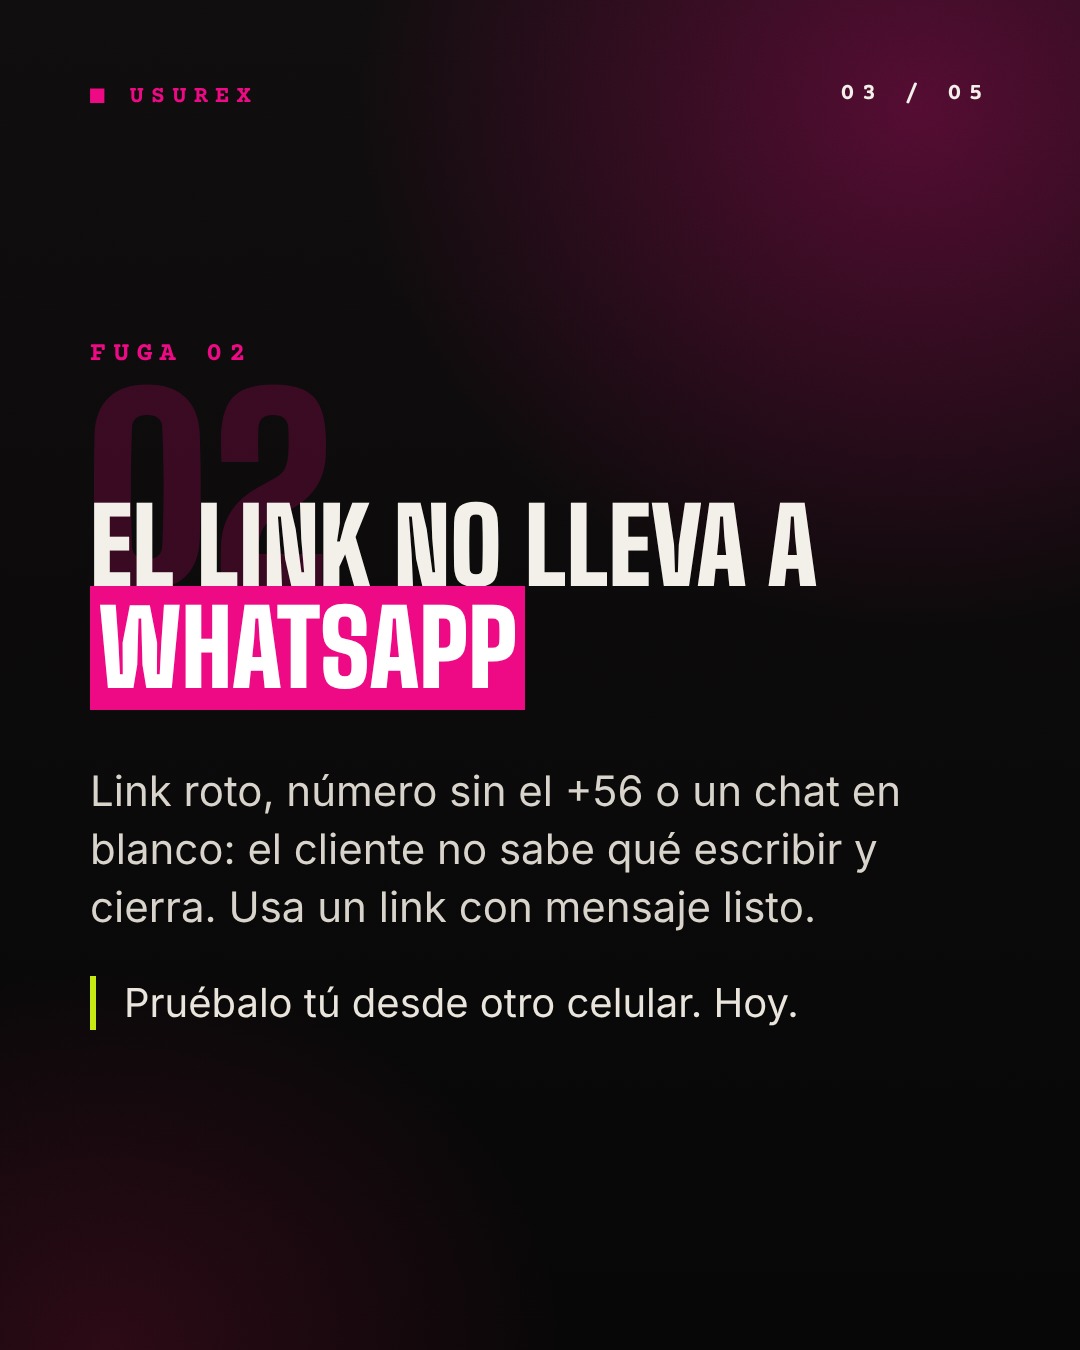 USUREX
03 / 05
FUGA 02
02
EL LINK NO LLEVA A
WHATSAPP
Link roto, número sin el +56 o un chat en
blanco: el cliente no sabe qué escribir y
cierra. Usa un link con mensaje listo.
Pruébalo tú desde otro celular. Hoy.